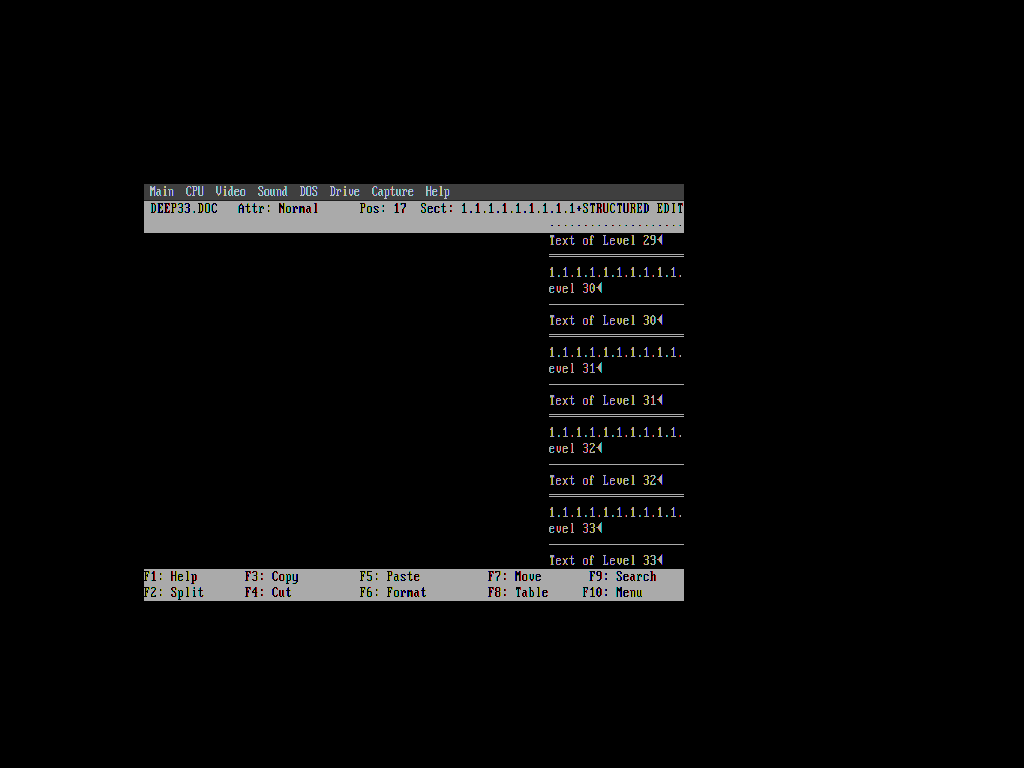 Main CPU Video Sound DOS Drive Capture Help
DEEP33.DOC Attr: Normal Pos: 17 Sect: 1.1.1.1.1.1.1.1.1+STRUCTURED EDIT
....................
Text of Level 29◄
1.1.1.1.1.1.1.1.1.1.
evel 30◄
Text of Level 30◄
1.1.1.1.1.1.1.1.1.1.
evel 31◄
Text of Level 31◄
1.1.1.1.1.1.1.1.1.1.
evel 32◄
Text of Level 32◄
1.1.1.1.1.1.1.1.1.1.
evel 33◄
Text of Level 33◄
F1: Help F3: Copy F5: Paste F7: Move F9: Search
F2: Split F4: Cut F6: Format F8: Table F10: Menu